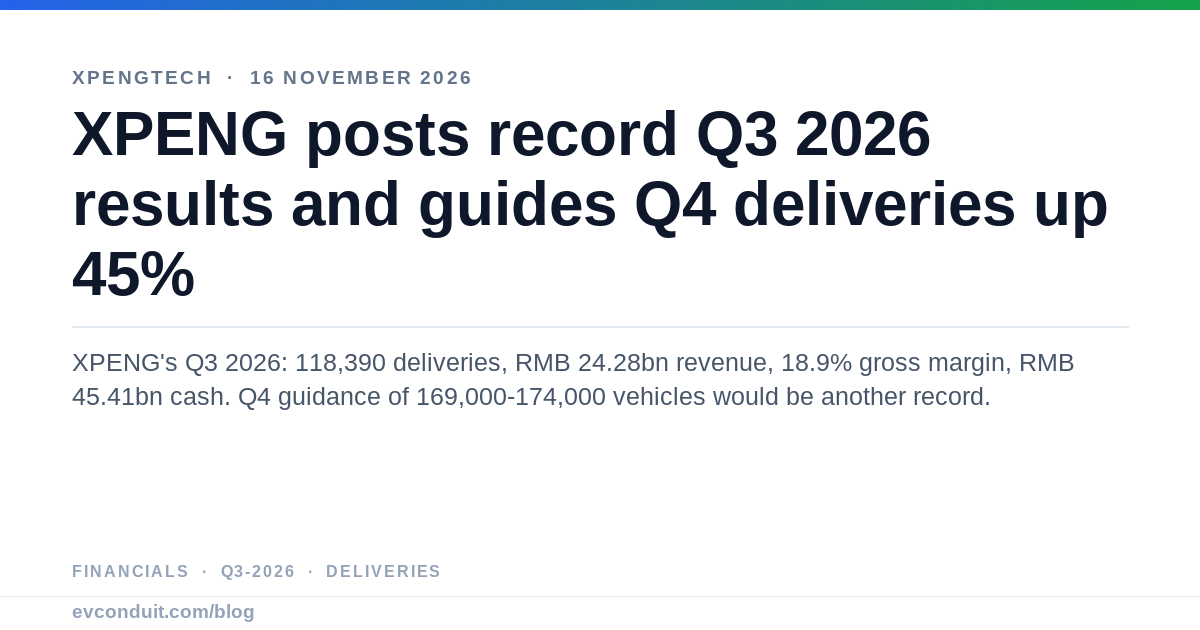 XPENGTECH · 16 NOVEMBER 2026
XPENG posts record Q3 2026
results and guides Q4 deliveries up
45%
XPENG's Q3 2026: 118,390 deliveries, RMB 24.28bn revenue, 18.9% gross margin, RMB
45.41bn cash. Q4 guidance of 169,000-174,000 vehicles would be another record.
FINANCIALS · Q3-2026 · DELIVERIES
evconduit.com/blog